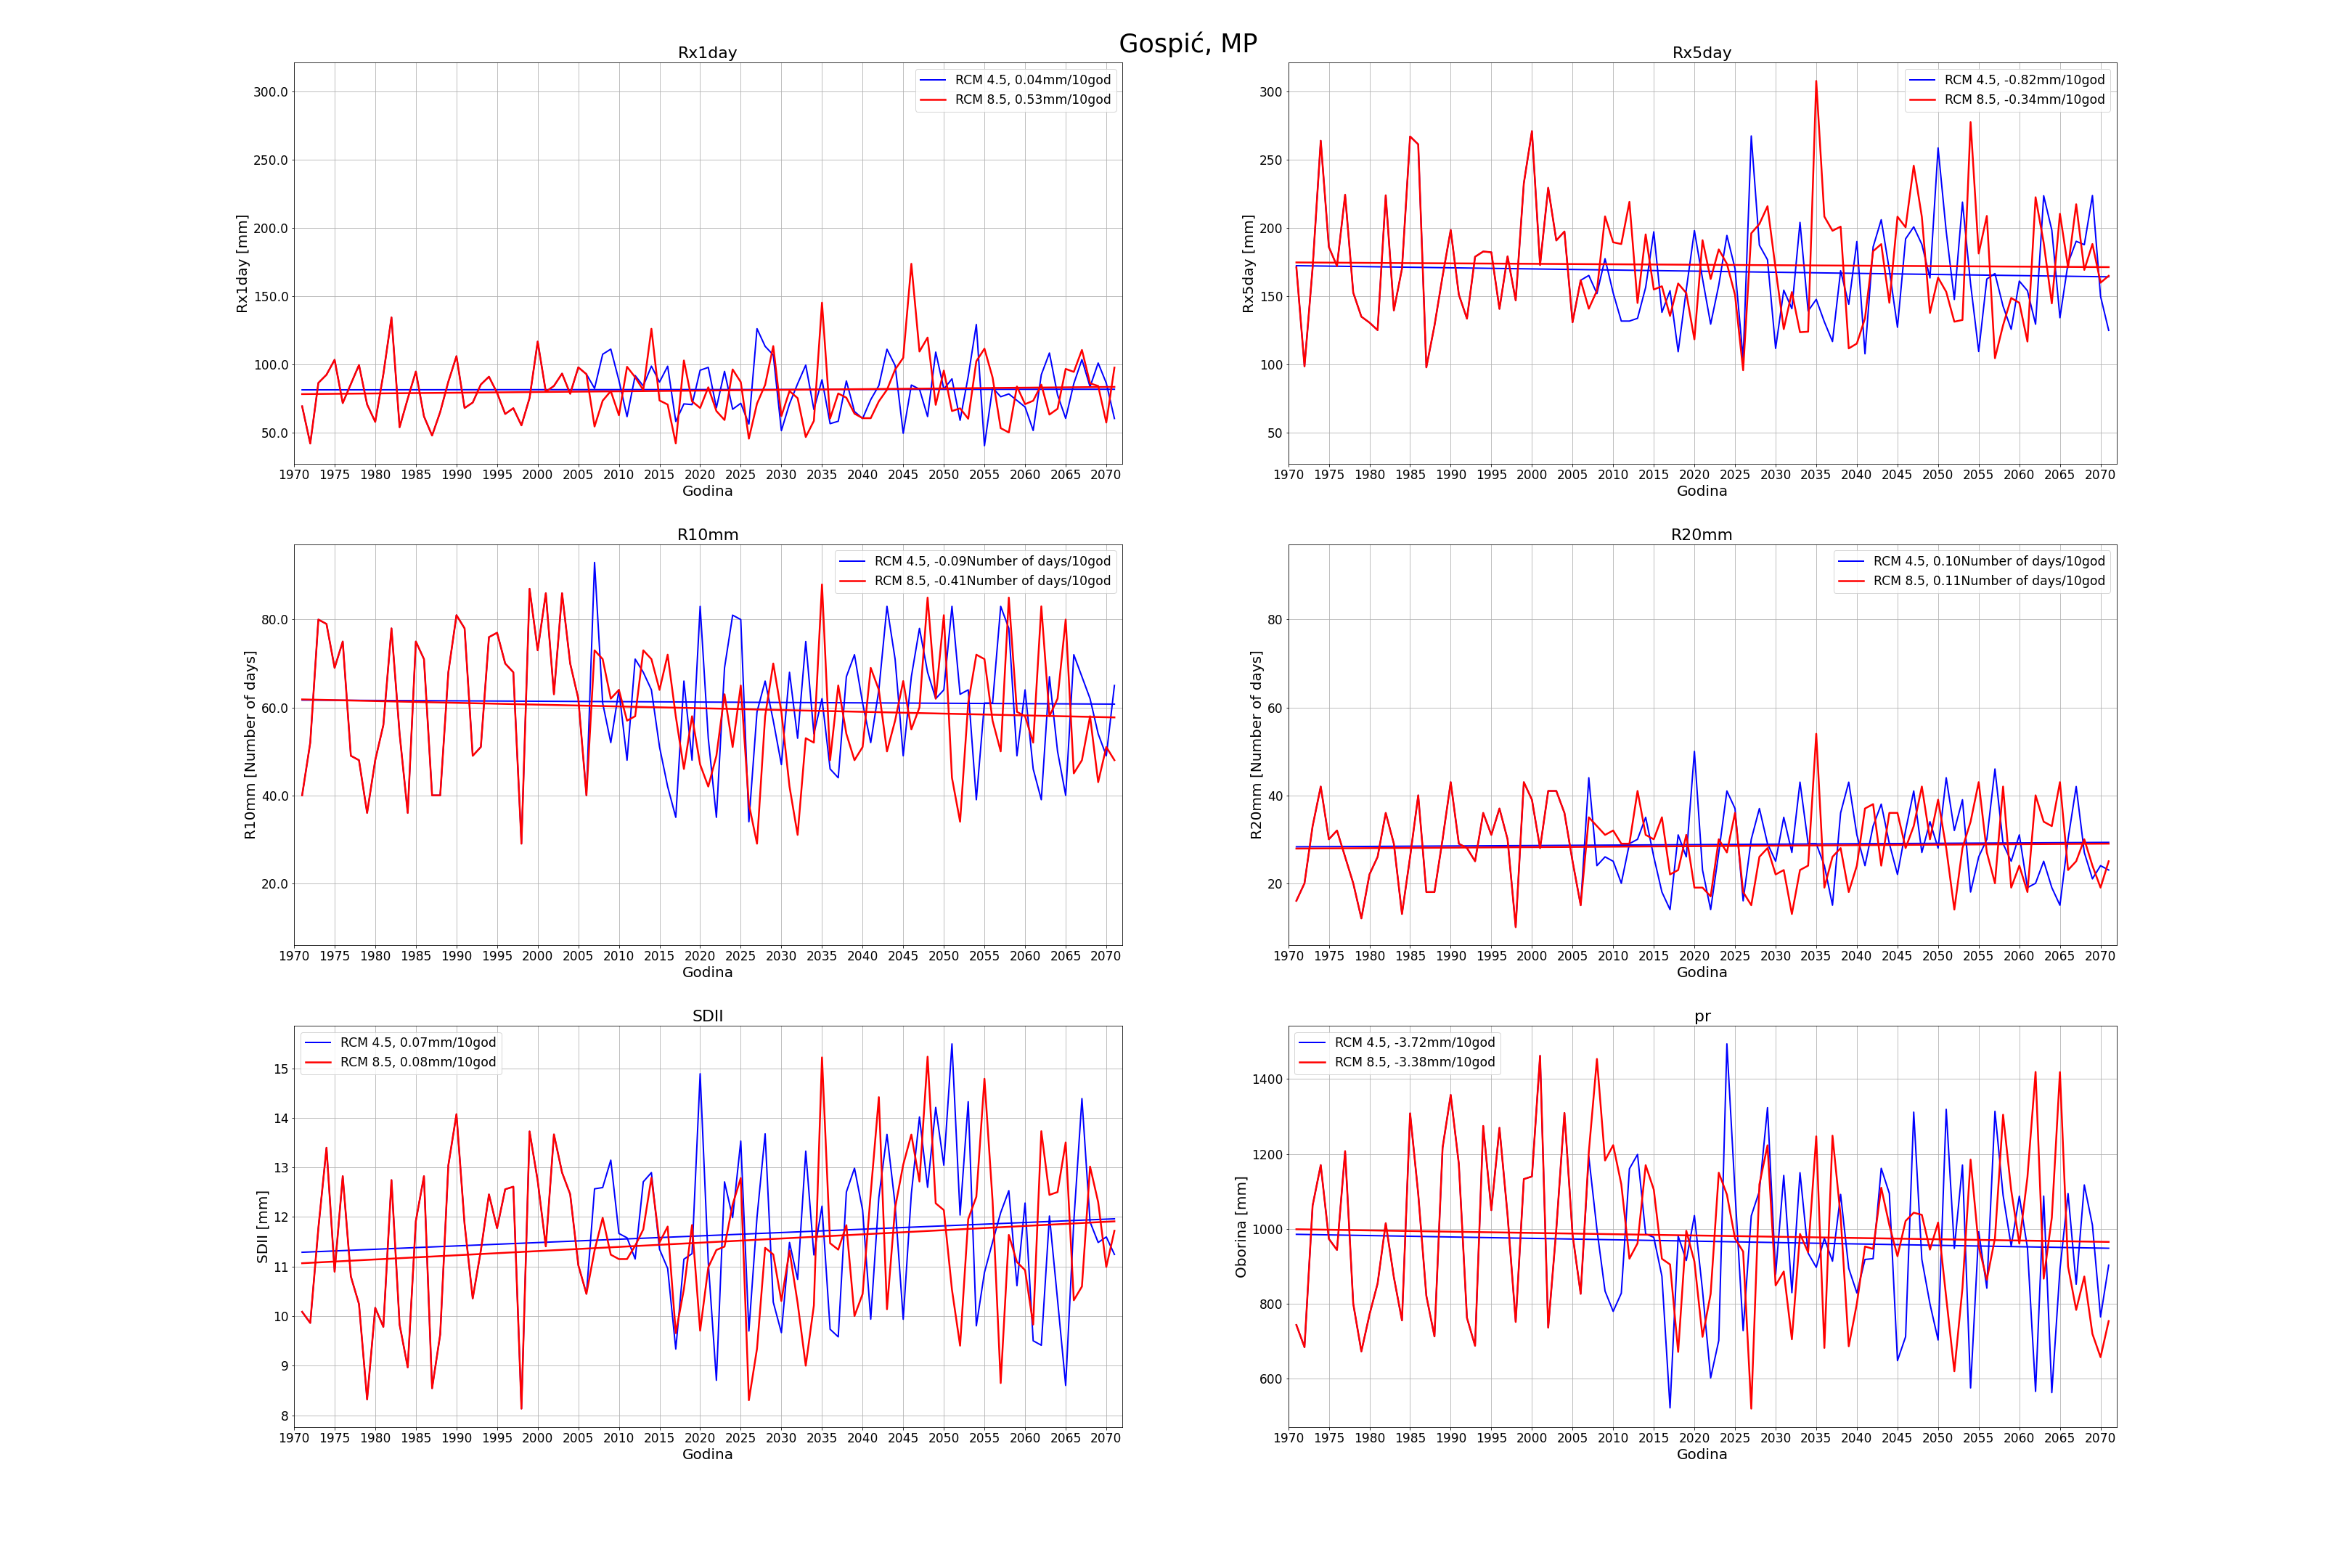 Gospić, MP
Rx1day
RCM 4.5, 0.04mm/10god
RCM 8.5, 0.53mm/10god
Rx1day [mm]
300.0
250.0
200.0
150.0
100.0
50.0
1970 1975 1980 1985 1990 1995 2000 2005 2010 2015 2020 2025 2030 2035 2040 2045 2050 2055 2060 2065 2070
Godina
Rx5day
RCM 4.5, -0.82mm/10god
RCM 8.5, -0.34mm/10god
Rx5day [mm]
300
250
200
150
100
50
1970 1975 1980 1985 1990 1995 2000 2005 2010 2015 2020 2025 2030 2035 2040 2045 2050 2055 2060 2065 2070
Godina
R10mm
RCM 4.5, -0.09Number of days/10god
RCM 8.5, -0.41Number of days/10god
R10mm [Number of days]
80.0
60.0
40.0
20.0
1970 1975 1980 1985 1990 1995 2000 2005 2010 2015 2020 2025 2030 2035 2040 2045 2050 2055 2060 2065 2070
Godina
R20mm
RCM 4.5, 0.10Number of days/10god
RCM 8.5, 0.11Number of days/10god
R20mm [Number of days]
80
60
40
20
1970 1975 1980 1985 1990 1995 2000 2005 2010 2015 2020 2025 2030 2035 2040 2045 2050 2055 2060 2065 2070
Godina
SDII
RCM 4.5, 0.07mm/10god
RCM 8.5, 0.08mm/10god
SDII [mm]
15
14
13
12
11
10
9
8
1970 1975 1980 1985 1990 1995 2000 2005 2010 2015 2020 2025 2030 2035 2040 2045 2050 2055 2060 2065 2070
Godina
pr
RCM 4.5, -3.72mm/10god
RCM 8.5, -3.38mm/10god
Oborina [mm]
1400
1200
1000
800
600
1970 1975 1980 1985 1990 1995 2000 2005 2010 2015 2020 2025 2030 2035 2040 2045 2050 2055 2060 2065 2070
Godina